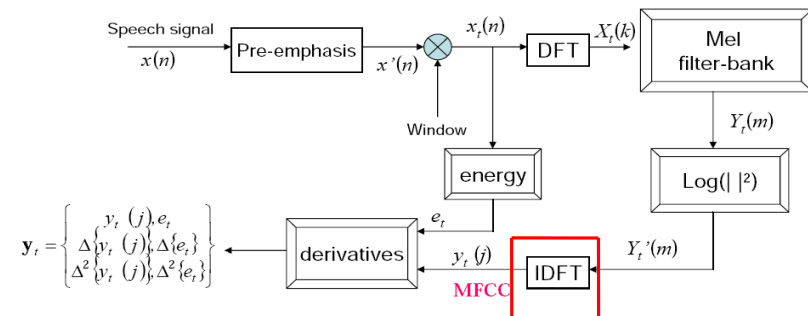 Speech signal
x(n)
Pre-emphasis
x'(n)
Window
x_t(n)
DFT
X_t(k)
Mel
filter-bank
Y_t(m)
Log(| |²)
Y_t'(m)
IDFT
y_t (j)
MFCC
energy
e_t
derivatives
y_t = { y_t (j), e_t
Δ{y_t (j)}, Δ{e_t}
Δ²{y_t (j)}, Δ²{e_t} }